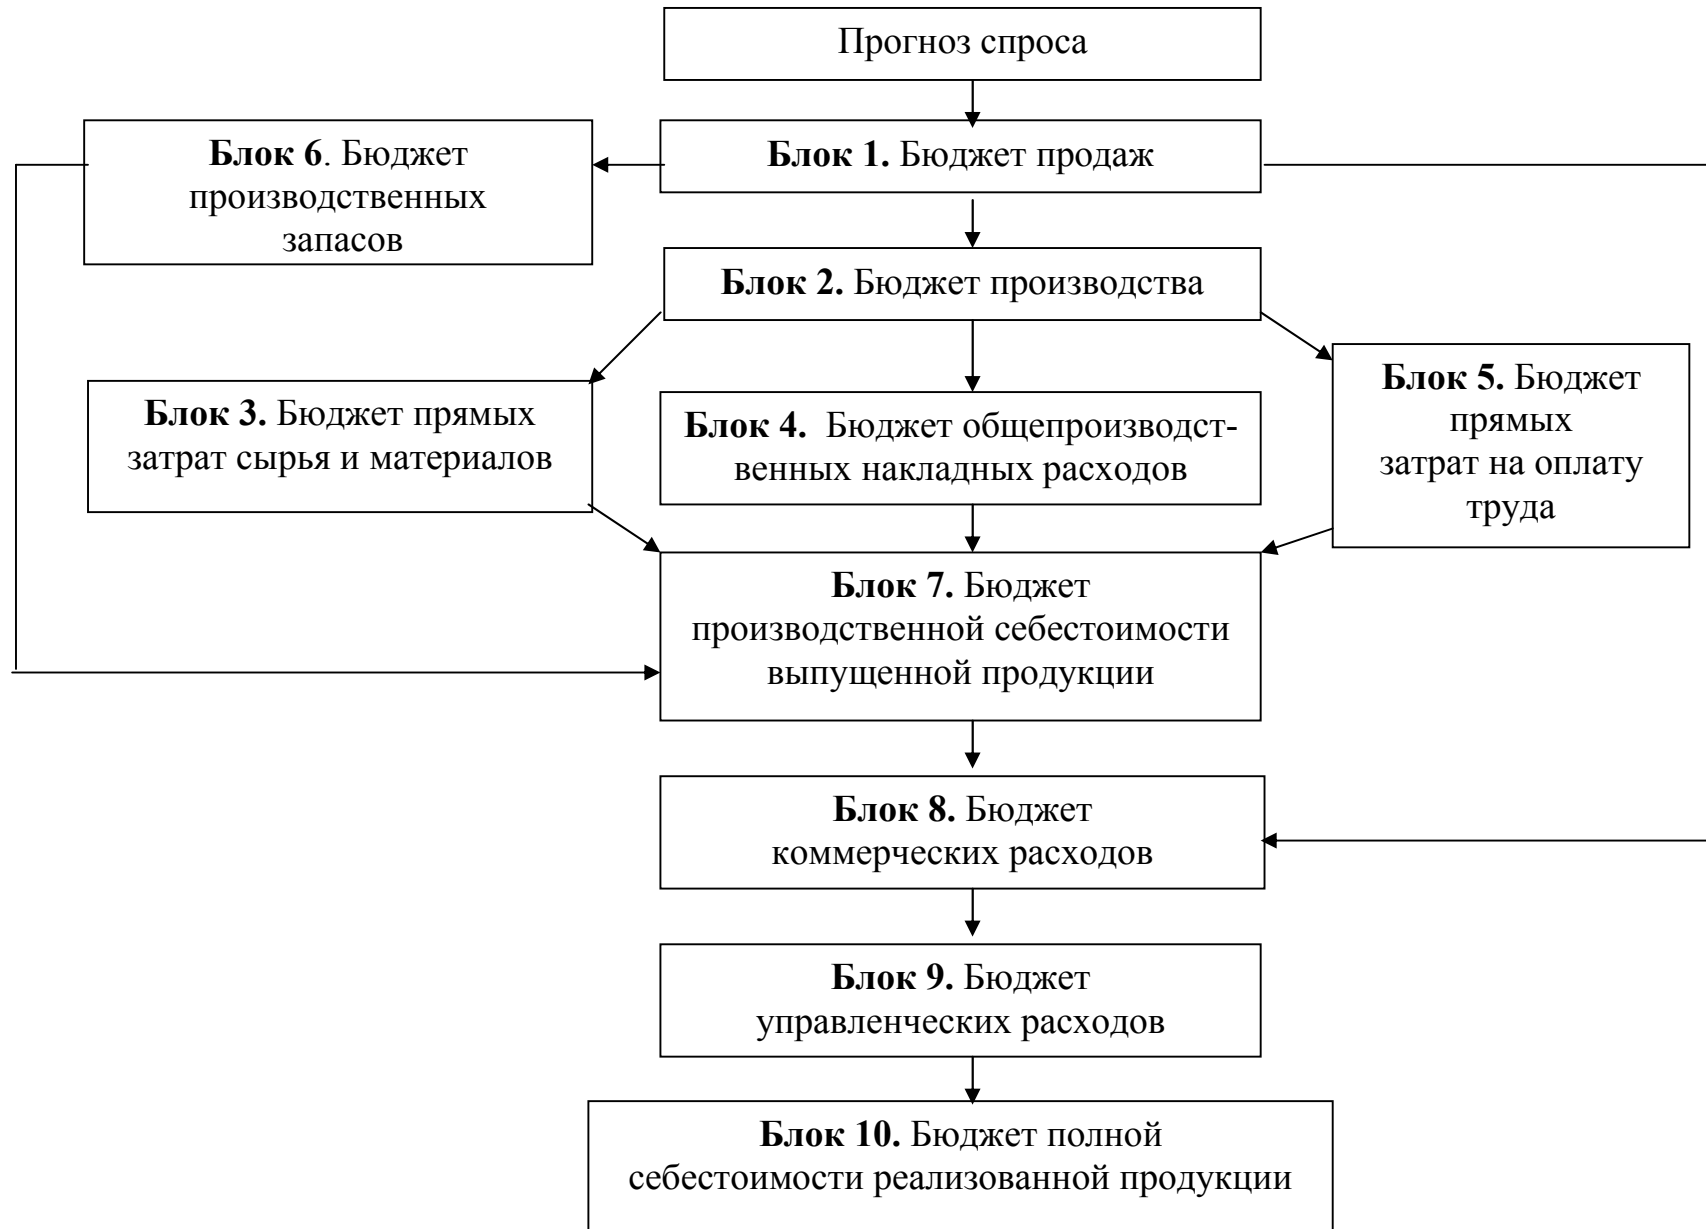 Прогноз спроса
Блок 6. Бюджет
производственных
запасов
Блок 1. Бюджет продаж
Блок 2. Бюджет производства
Блок 3. Бюджет прямых
затрат сырья и материалов
Блок 4.  Бюджет общепроизводст-
венных накладных расходов
Блок 5. Бюджет
прямых
затрат на оплату
труда
Блок 7. Бюджет
производственной себестоимости
выпущенной продукции
Блок 8. Бюджет
коммерческих расходов
Блок 9. Бюджет
управленческих расходов
Блок 10. Бюджет полной
себестоимости реализованной продукции